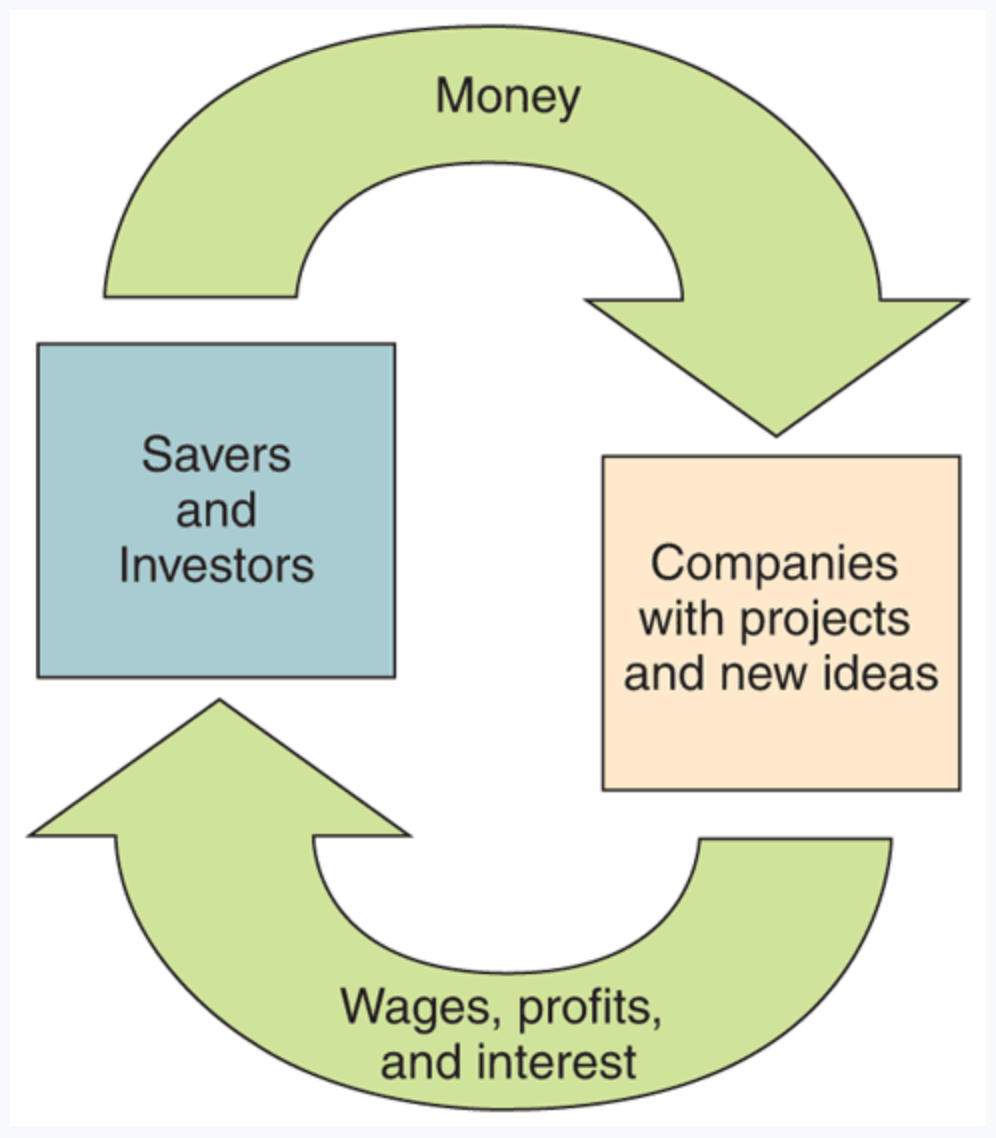 Money
Savers
and
Investors
Companies
with projects
and new ideas
Wages, profits,
and interest